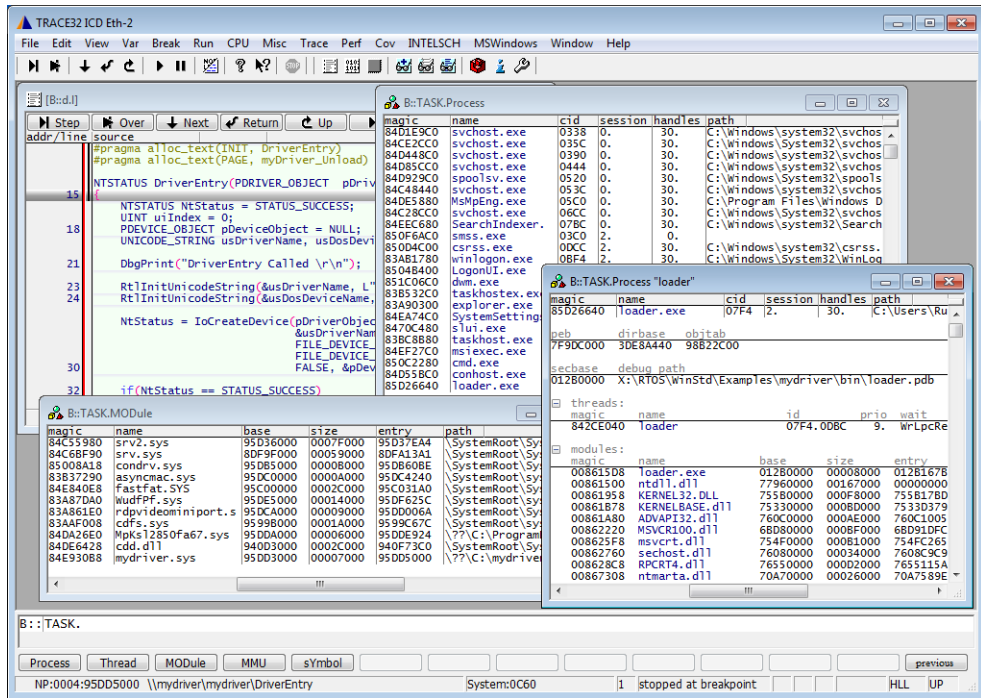 TRACE32 ICD Eth-2
File Edit View Var Break Run CPU Misc Trace Perf Cov INTELSCH MSWindows Window Help
[B::d.l]
Step Over Next Return Up
addr/line source
#pragma alloc_text(INIT, DriverEntry)
#pragma alloc_text(PAGE, myDriver_Unload)
NTSTATUS DriverEntry(PDRIVER_OBJECT pDriv
15 {
NTSTATUS NtStatus = STATUS_SUCCESS;
UINT uiIndex = 0;
18 PDEVICE_OBJECT pDeviceObject = NULL;
UNICODE_STRING usDriverName, usDosDevi
21 DbgPrint("DriverEntry Called \r\n");
23 RtlInitUnicodeString(&usDriverName, L"
24 RtlInitUnicodeString(&usDosDeviceName,
NtStatus = IoCreateDevice(pDriverObjec
&usDriverNam
FILE_DEVICE_
FILE_DEVICE_
30 FALSE, &pDev
32 if(NtStatus == STATUS_SUCCESS)
B::TASK.Process
magic name cid session handles path
84D1E9C0 svchost.exe 0338 0. 30. C:\Windows\system32\svchos
84CE2CC0 svchost.exe 035C 0. 30. C:\Windows\system32\svchos
84D448C0 svchost.exe 0390 0. 30. C:\Windows\system32\svchos
84D85CC0 svchost.exe 0444 0. 30. C:\Windows\system32\svchos
84D929C0 spoolsv.exe 0520 0. 30. C:\Windows\system32\spools
84C48440 svchost.exe 053C 0. 30. C:\Windows\system32\svchos
84DE5880 MsMpEng.exe 05C0 0. 30. C:\Program Files\Windows D
84C28CC0 svchost.exe 06CC 0. 30. C:\Windows\system32\svchos
84EEC680 SearchIndexer. 07BC 0. 30. C:\Windows\system32\Search
850F6AC0 smss.exe 03C0 2. 0.
850D4C00 csrss.exe 0DCC 2. 30. C:\Windows\system32\csrss.
83AB1780 winlogon.exe 0BF4 2. 30. C:\Windows\system32\WinLog
8504B400 LogonUI.exe
851C06C0 dwm.exe
83B532C0 taskhostex.exe
83A90300 explorer.exe
84EA74C0 SystemSetting
8470C480 slui.exe
83BC8B80 taskhost.exe
84EF27C0 msiexec.exe
850C2280 cmd.exe
84D55BC0 conhost.exe
85D26640 loader.exe
B::TASK.Process "loader"
magic name cid session handles path
85D26640 loader.exe 07F4 2. 30. C:\Users\Ru
peb dirbase objtab
7F9DC000 3DE8A440 98B22C00
secbase debug path
012B0000 X:\RTOS\WinStd\Examples\mydriver\bin\loader.pdb
threads:
magic name id prio wait
842CE040 loader 07F4.0DBC 9. WrLpcRe
modules:
magic name base size entry
008615D8 loader.exe 012B0000 00008000 012B167B
00861500 ntdll.dll 77960000 00167000 00000000
00861958 KERNEL32.DLL 755B0000 000F8000 755B17BD
00861B78 KERNELBASE.dll 75330000 000BD000 7533D379
00861A80 ADVAPI32.dll 760C0000 000AE000 760C1005
00862220 MSVCR100.dll 6BD80000 000BF000 6BD91DFC
008625F8 msvcrt.dll 754F0000 000B1000 754FC265
00862760 sechost.dll 76080000 00034000 7608C9C9
008628C8 RPCRT4.dll 76550000 000D2000 7655115A
00867308 ntmarta.dll 70A70000 00026000 70A7589E
B::TASK.MODule
magic name base size entry path
84C55980 srv2.sys 95D36000 0007F000 95D37EA4 \SystemRoot\Sys
84C6BF90 srv.sys 8DF9F000 00059000 8DFA13A1 \SystemRoot\Sys
85008A18 condrv.sys 95DB5000 0000B000 95DB60BE \SystemRoot\Sys
83B37290 asyncmac.sys 95DC0000 0000A000 95DC4240 \SystemRoot\Sys
84E840E8 fastfat.SYS 95C00000 0002C000 95C031A0 \SystemRoot\Sys
83A87DA0 WudfPf.sys 95DE5000 00014000 95DF625C \SystemRoot\sys
83A861E0 rdpvideominiport.s 95DCA000 00009000 95DD006A \SystemRoot\Sys
83AAF008 cdfs.sys 9599B000 0001A000 9599C67C \SystemRoot\Sys
84DA26E0 MpKsl2850fa67.sys 95DDA000 00006000 95DDE924 \??\C:\Program
84DE6428 cdd.dll 940D3000 0002C000 940F73C0 \SystemRoot\Sys
84E930B8 mydriver.sys 95DD3000 00007000 95DD5000 \??\C:\mydriver
B::TASK.
Process Thread MODule MMU sYmbol previous
NP:0004:95DD5000 \\mydriver\mydriver\DriverEntry System:0C60 1 stopped at breakpoint HLL UP